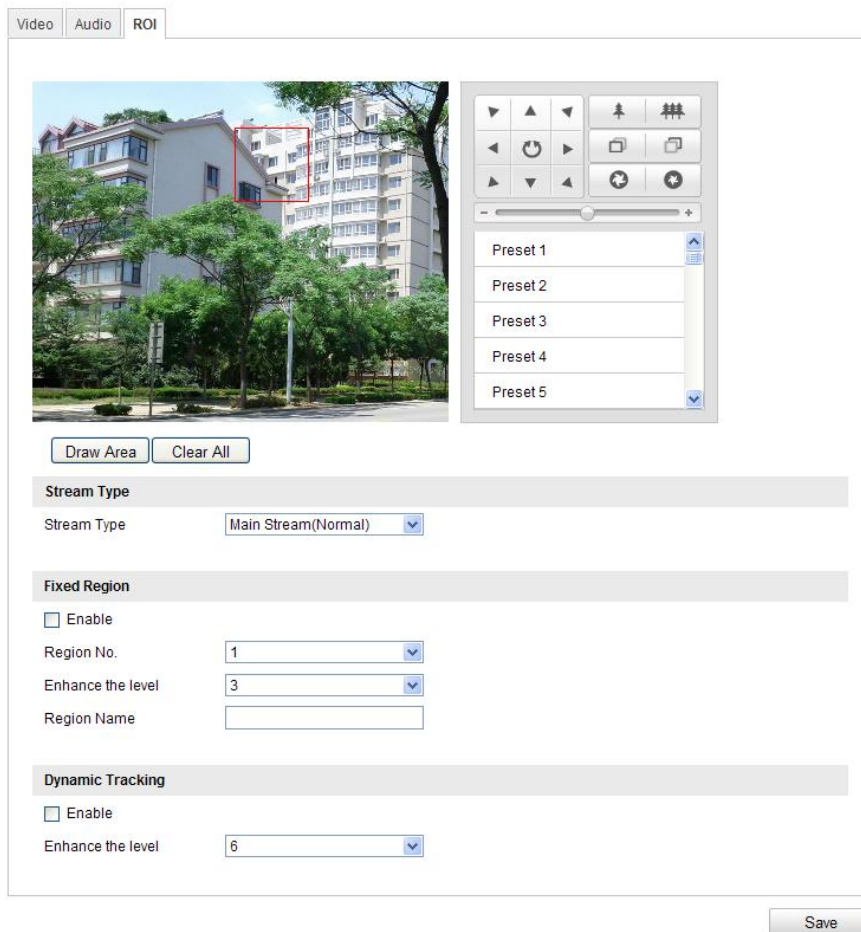 Video Audio ROI
Preset 1
Preset 2
Preset 3
Preset 4
Preset 5
Draw Area Clear All
Stream Type
Stream Type Main Stream(Normal)
Fixed Region
Enable
Region No. 1
Enhance the level 3
Region Name
Dynamic Tracking
Enable
Enhance the level 6
Save